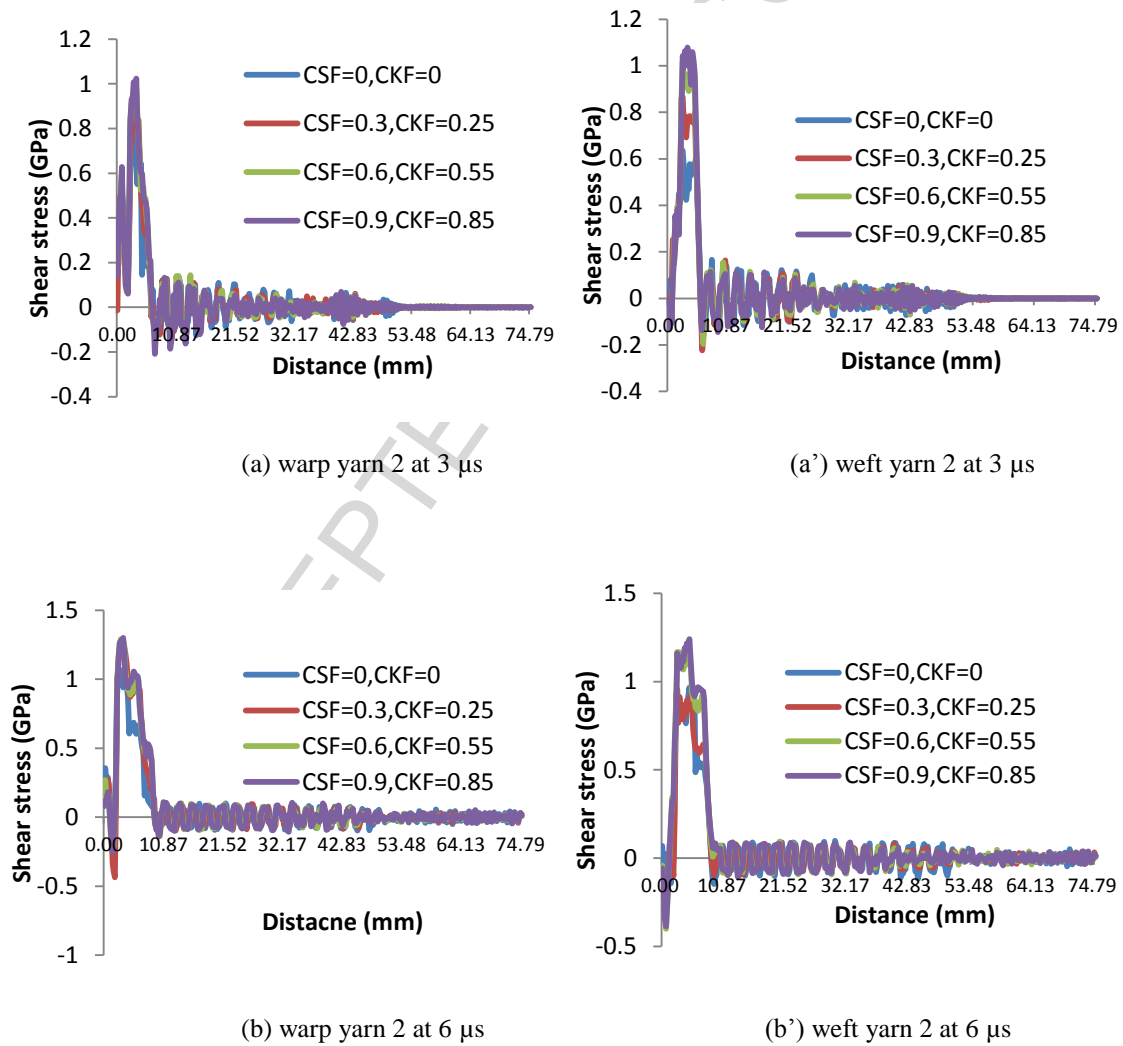 1.2
1
0.8
0.6
0.4
0.2
0
-0.2
-0.4
Shear stress (GPa)
CSF=0,CKF=0
CSF=0.3,CKF=0.25
CSF=0.6,CKF=0.55
CSF=0.9,CKF=0.85
0.00 10.87 21.52 32.17 42.83 53.48 64.13 74.79
Distance (mm)
(a) warp yarn 2 at 3 µs
1.2
1
0.8
0.6
0.4
0.2
0
-0.2
-0.4
Shear stress (GPa)
CSF=0,CKF=0
CSF=0.3,CKF=0.25
CSF=0.6,CKF=0.55
CSF=0.9,CKF=0.85
0.00 10.87 21.52 32.17 42.83 53.48 64.13 74.79
Distance (mm)
(a’) weft yarn 2 at 3 µs
EPTE
1.5
1
0.5
0
-0.5
-1
Shear stress (GPa)
CSF=0,CKF=0
CSF=0.3,CKF=0.25
CSF=0.6,CKF=0.55
CSF=0.9,CKF=0.85
0.00 10.87 21.52 32.17 42.83 53.48 64.13 74.79
Distacne (mm)
(b) warp yarn 2 at 6 µs
1.5
1
0.5
0
-0.5
Shear stress (GPa)
CSF=0,CKF=0
CSF=0.3,CKF=0.25
CSF=0.6,CKF=0.55
CSF=0.9,CKF=0.85
0.00 10.87 21.52 32.17 42.83 53.48 64.13 74.79
Distance (mm)
(b’) weft yarn 2 at 6 µs